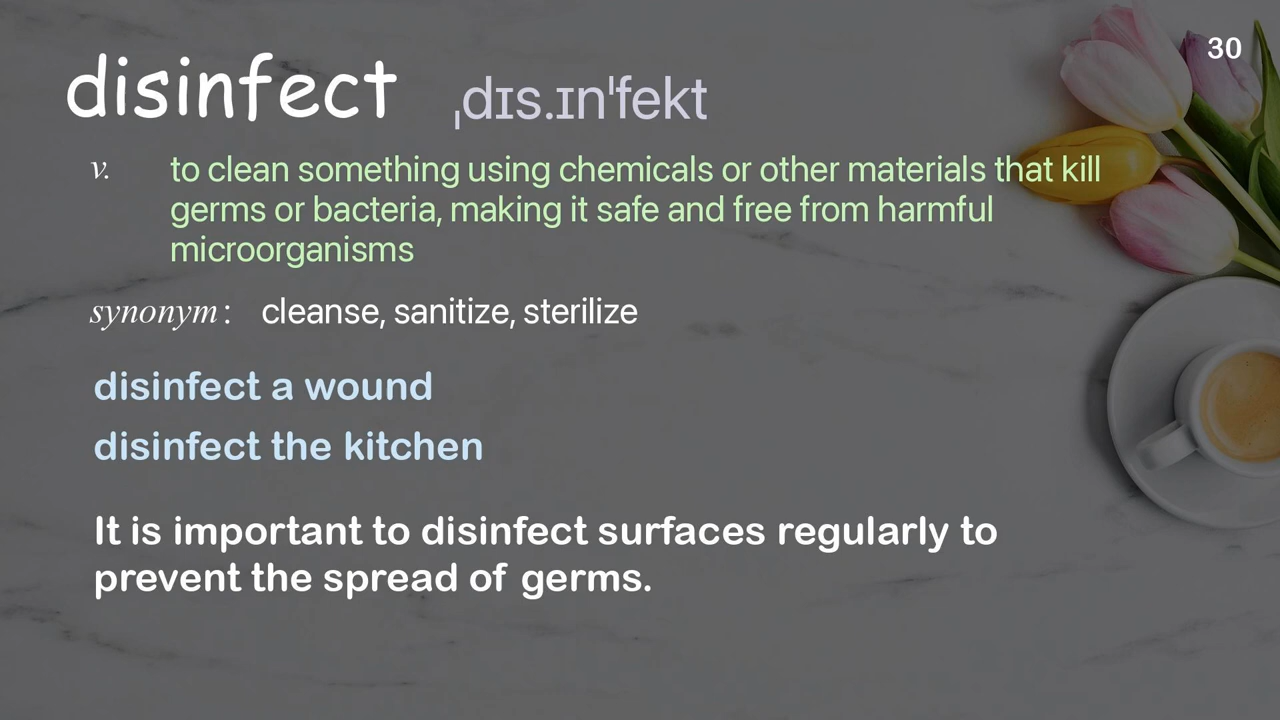 30
disinfect ˌdɪs.ɪnˈfekt
v. to clean something using chemicals or other materials that kill
germs or bacteria, making it safe and free from harmful
microorganisms
synonym: cleanse, sanitize, sterilize
disinfect a wound
disinfect the kitchen
It is important to disinfect surfaces regularly to
prevent the spread of germs.